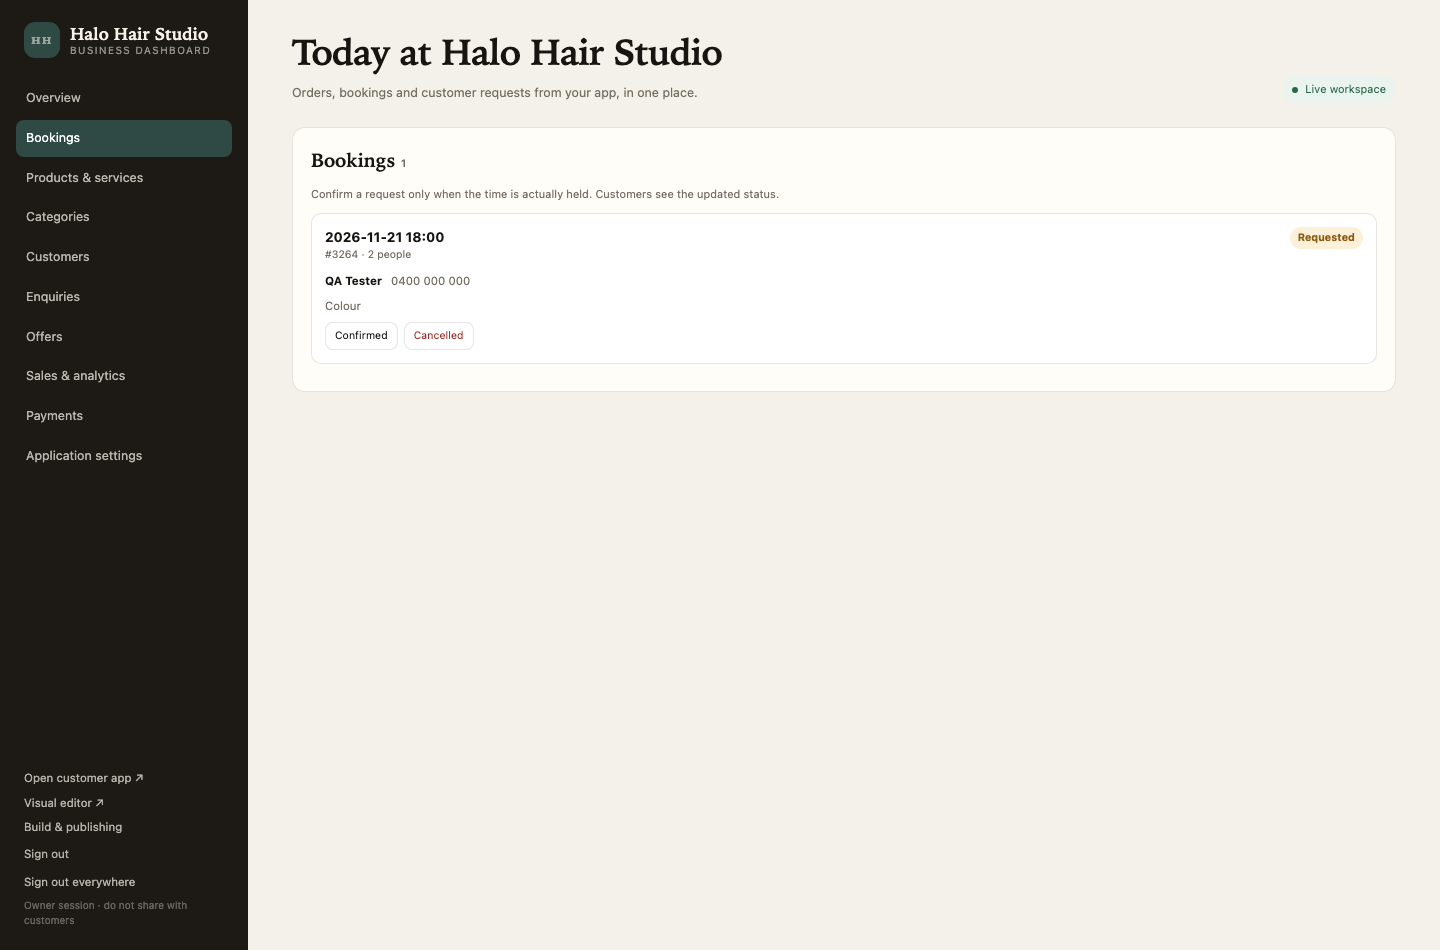 HH
Halo Hair Studio
BUSINESS DASHBOARD
Overview
Bookings
Products & services
Categories
Customers
Enquiries
Offers
Sales & analytics
Payments
Application settings
Open customer app ↗
Visual editor ↗
Build & publishing
Sign out
Sign out everywhere
Owner session · do not share with
customers
Today at Halo Hair Studio
Orders, bookings and customer requests from your app, in one place.
Live workspace
Bookings 1
Confirm a request only when the time is actually held. Customers see the updated status.
2026-11-21 18:00
Requested
#3264 · 2 people
QA Tester 0400 000 000
Colour
Confirmed Cancelled